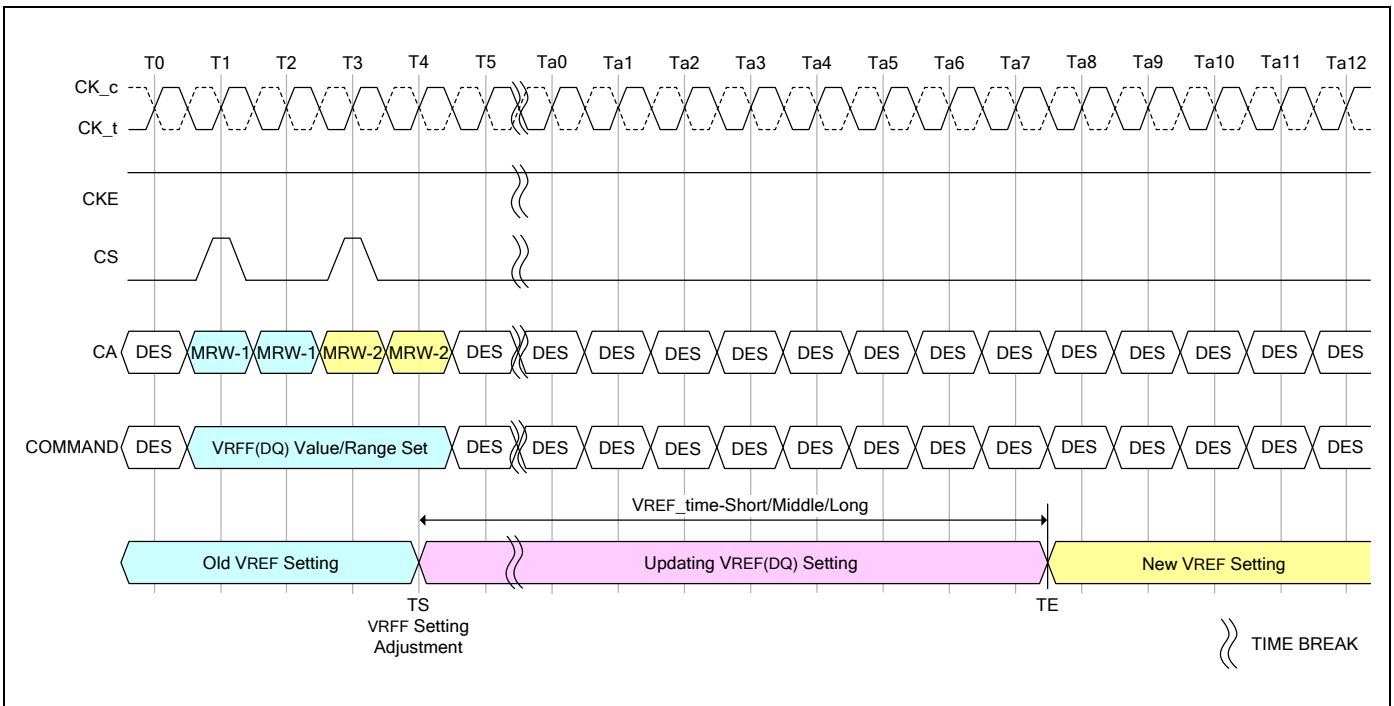 T0 T1 T2 T3 T4 T5 Ta0 Ta1 Ta2 Ta3 Ta4 Ta5 Ta6 Ta7 Ta8 Ta9 Ta10 Ta11 Ta12
CK_c
CK_t
CKE
CS
CA DES MRW-1 MRW-1 MRW-2 MRW-2 DES DES DES DES DES DES DES DES DES DES DES DES DES DES
COMMAND DES VRFF(DQ) Value/Range Set DES DES DES DES DES DES DES DES DES DES DES DES DES DES
VREF_time-Short/Middle/Long
Old VREF Setting Updating VREF(DQ) Setting New VREF Setting
TS TE
VRFF Setting
Adjustment
TIME BREAK